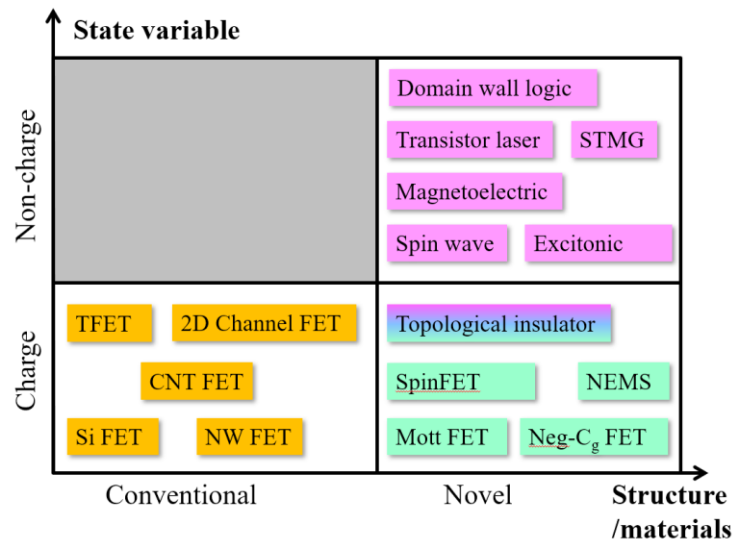 State variable
Non-charge
Domain wall logic
Transistor laser STMG
Magnetoelectric
Spin wave Excitonic
Charge
TFET 2D Channel FET Topological insulator
CNT FET SpinFET NEMS
Si FET NW FET Mott FET Neg-Cg FET
Conventional Novel Structure
/materials